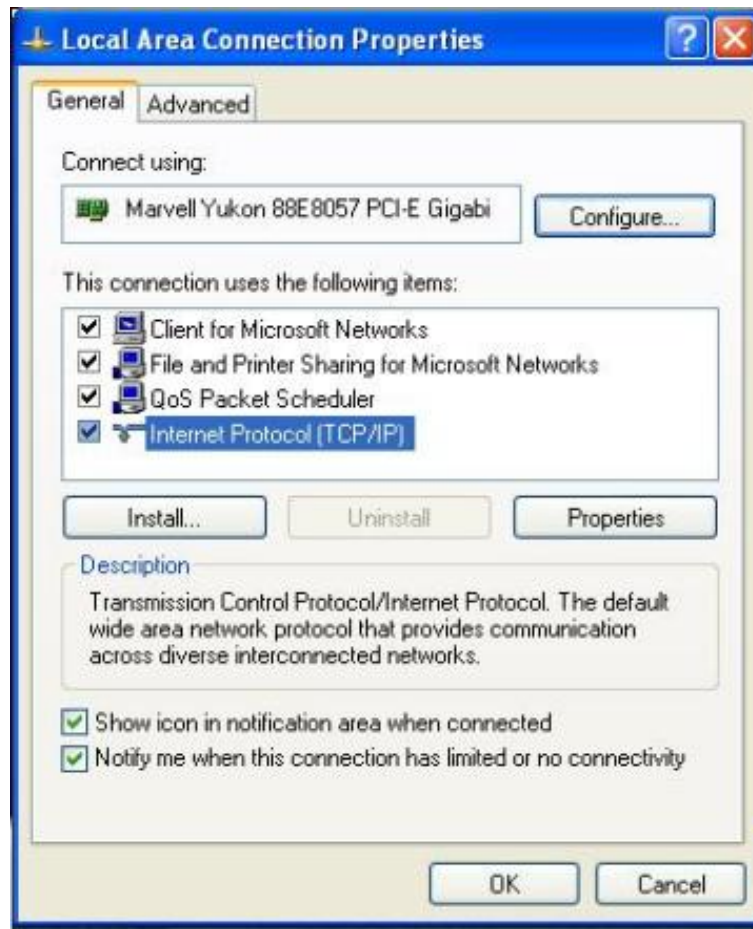 Local Area Connection Properties
?
General
Advanced
Connect using:
Marvell Yukon 88E8057 PCI-E Gigabi
Configure...
This connection uses the following items:
Client for Microsoft Networks
File and Printer Sharing for Microsoft Networks
QoS Packet Scheduler
Internet Protocol (TCP/IP)
Install...
Uninstall
Properties
Description
Transmission Control Protocol/Internet Protocol. The default
wide area network protocol that provides communication
across diverse interconnected networks.
Show icon in notification area when connected
Notify me when this connection has limited or no connectivity
OK
Cancel